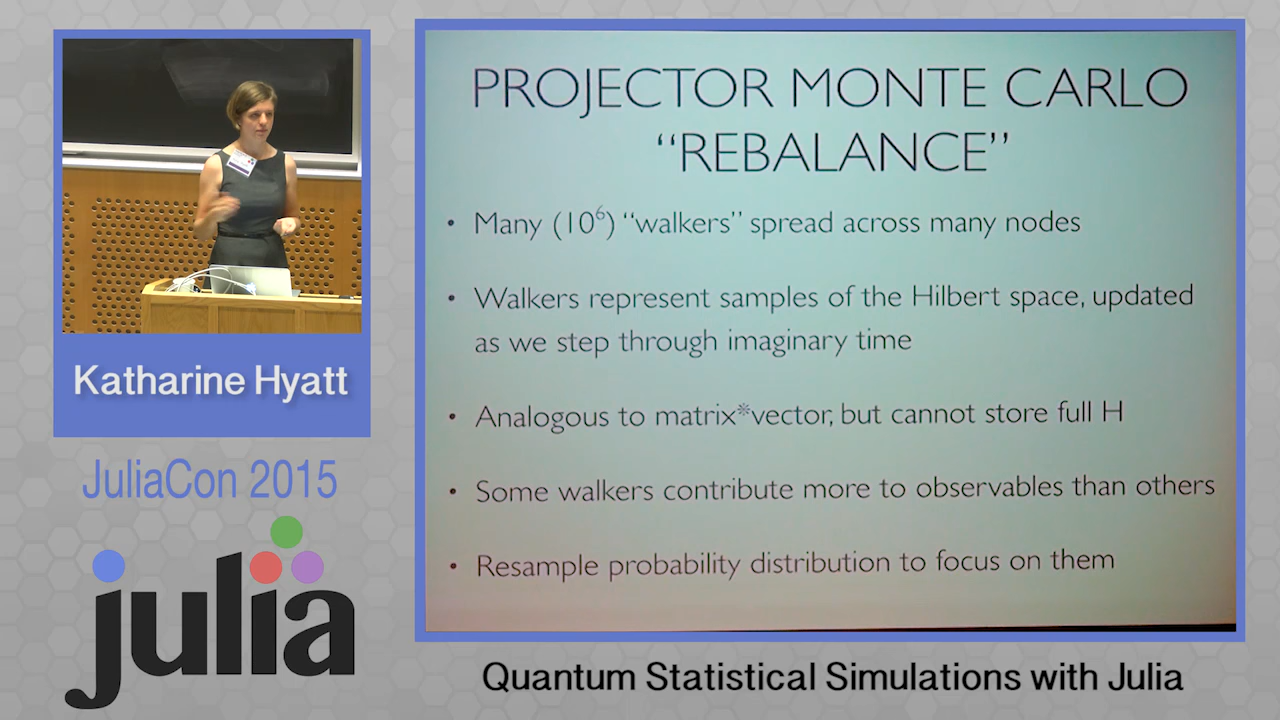 Katharine Hyatt
JuliaCon 2015
julia
PROJECTOR MONTE CARLO
“REBALANCE”
• Many (10⁶) “walkers” spread across many nodes
• Walkers represent samples of the Hilbert space, updated
as we step through imaginary time
• Analogous to matrix*vector, but cannot store full H
• Some walkers contribute more to observables than others
• Resample probability distribution to focus on them
Quantum Statistical Simulations with Julia